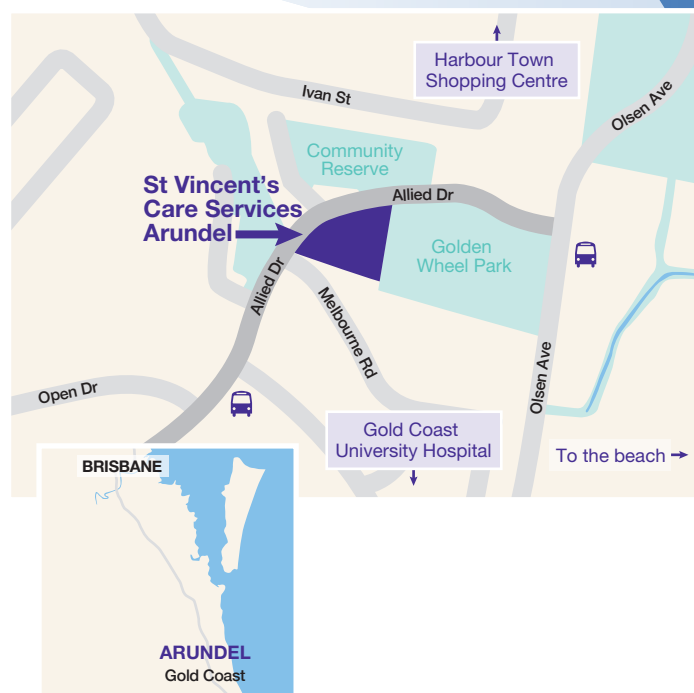 Harbour Town
Shopping Centre
Ivan St
Olsen Ave
Community
Reserve
St Vincent's
Care Services
Arundel
Allied Dr
Golden
Wheel Park
Allied Dr
Melbourne Rd
Olsen Ave
Open Dr
Gold Coast
University Hospital
To the beach
BRISBANE
ARUNDEL
Gold Coast